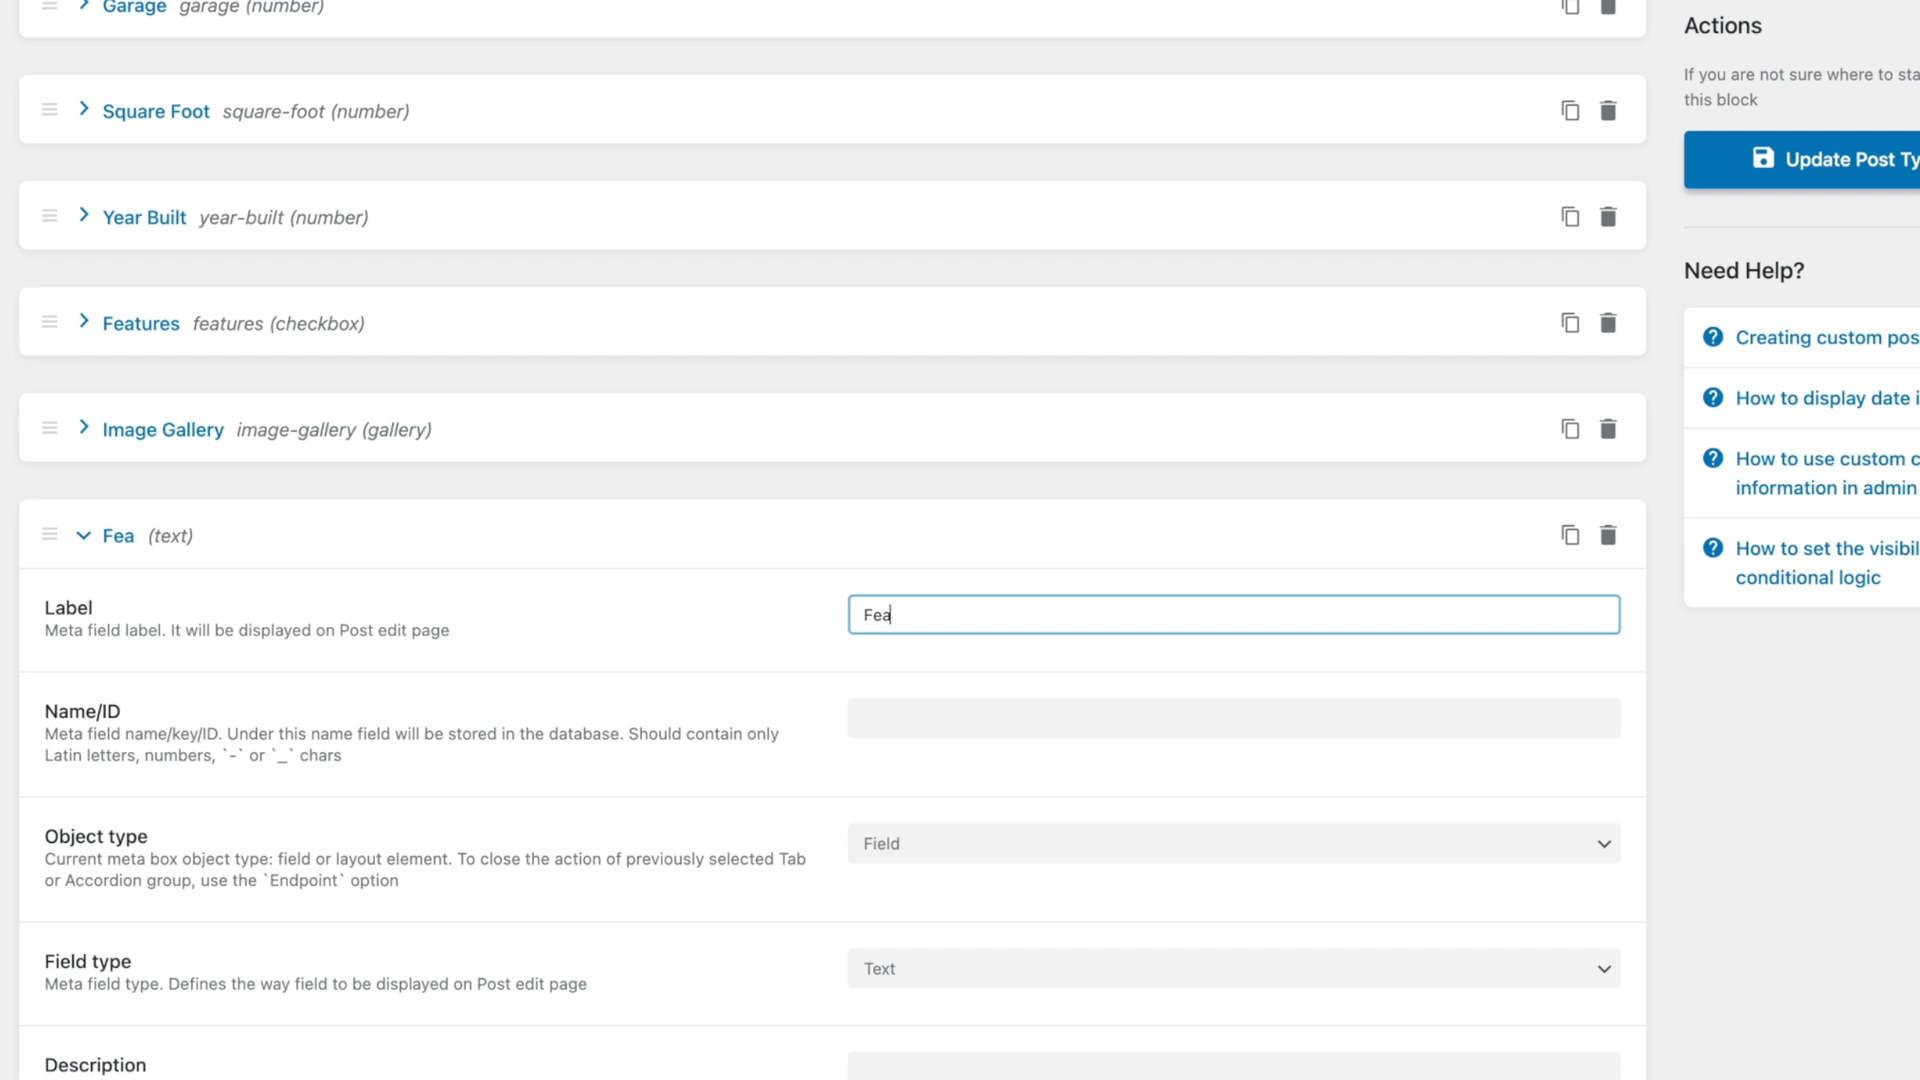 Garage garage (number)
Square Foot square-foot (number)
Year Built year-built (number)
Features features (checkbox)
Image Gallery image-gallery (gallery)
Fea (text)
Label
Meta field label. It will be displayed on Post edit page
Fea
Name/ID
Meta field name/key/ID. Under this name field will be stored in the database. Should contain only
Latin letters, numbers, `-` or `_` chars
Object type
Current meta box object type: field or layout element. To close the action of previously selected Tab
or Accordion group, use the `Endpoint` option
Field
Field type
Meta field type. Defines the way field to be displayed on Post edit page
Text
Description
Actions
If you are not sure where to sta
this block
Update Post Ty
Need Help?
Creating custom pos
How to display date i
How to use custom c
information in admin
How to set the visibil
conditional logic